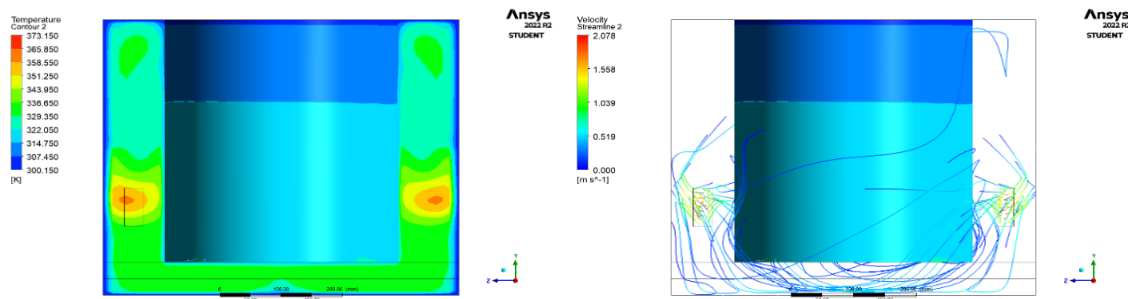 Temperature
Contour 2
373.150
365.850
358.550
351.250
343.950
336.650
329.350
322.050
314.750
307.450
300.150
[K]
Ansys
2022 R2
STUDENT
Y
Z
0
200.00 (mm)
Velocity
Streamline 2
2.078
1.558
1.039
0.519
0.000
[m s^-1]
Ansys
2022 R2
STUDENT
Y
Z
200.00 (mm)